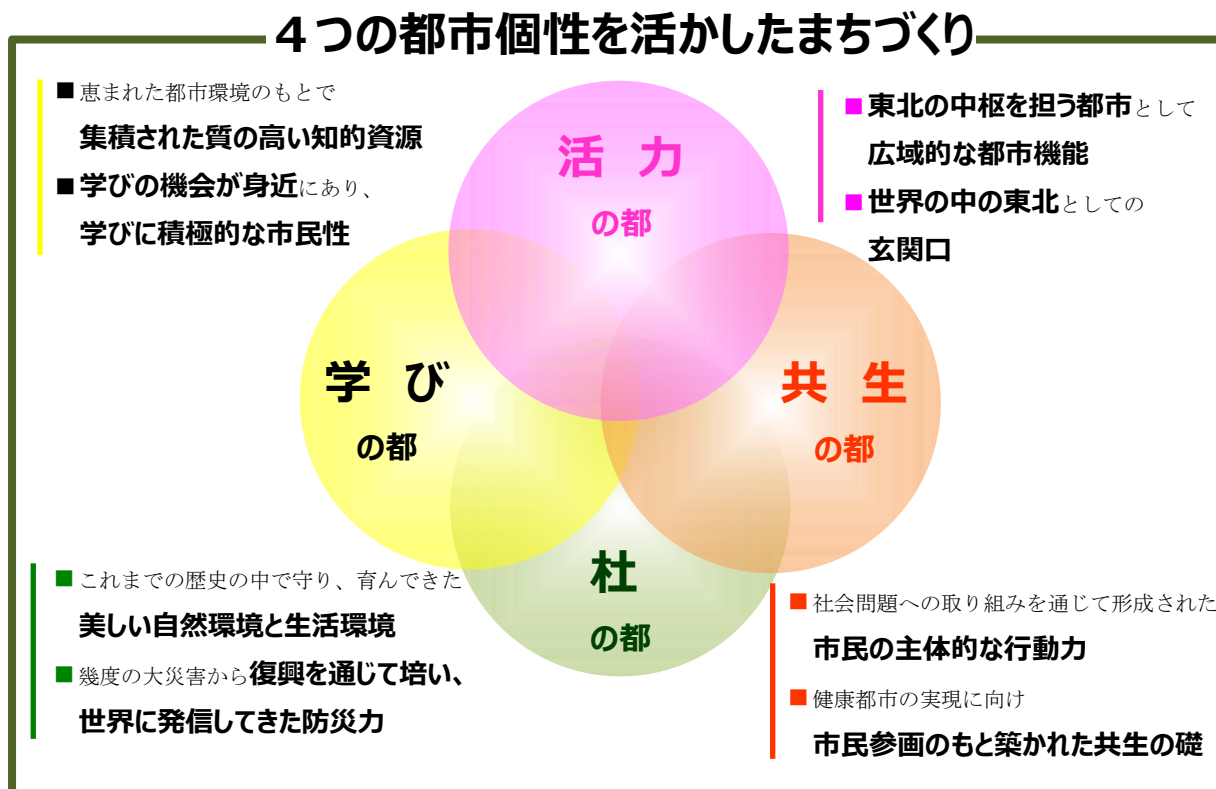 ４つの都市個性を活かしたまちづくり
■恵まれた都市環境のもとで
集積された質の高い知的資源
■学びの機会が身近にあり、
学びに積極的な市民性
■東北の中枢を担う都市として
広域的な都市機能
■世界の中の東北としての
玄関口
活 力
の都
学 び
の都
共 生
の都
杜
の都
■これまでの歴史の中で守り、育んできた
美しい自然環境と生活環境
■幾度の大災害から復興を通じて培い、
世界に発信してきた防災力
■社会問題への取り組みを通じて形成された
市民の主体的な行動力
■健康都市の実現に向け
市民参画のもと築かれた共生の礎